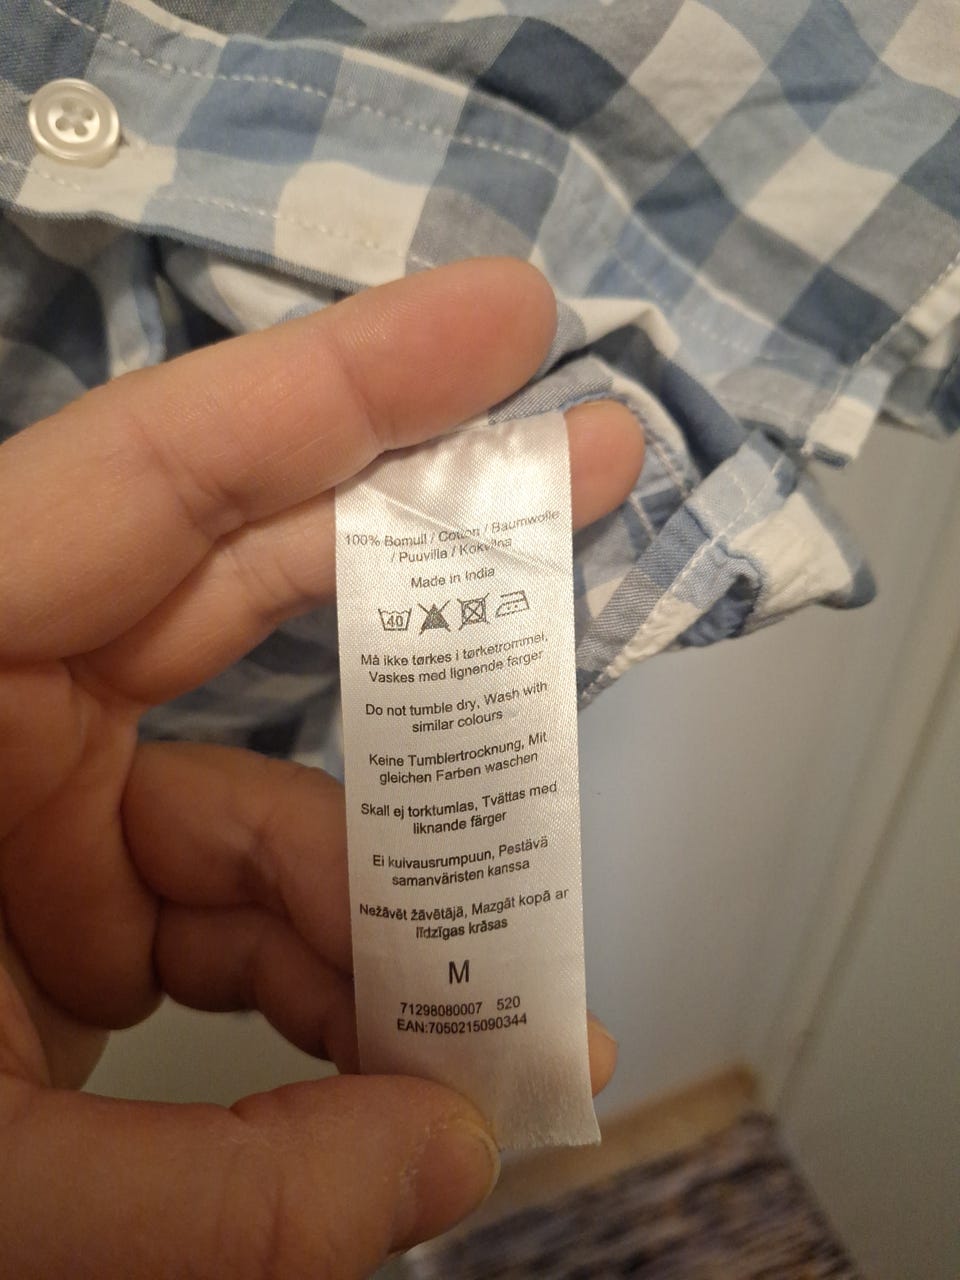 100% Bomull / Cotton / Baumwolle
/ Puuvilla / Kokvilna
Made in India
40
Må ikke tørkes i tørketrommel,
Vaskes med lignende farger
Do not tumble dry, Wash with
similar colours
Keine Tumblertrocknung, Mit
gleichen Farben waschen
Skall ej torktumlas, Tvättas med
liknande färger
Ei kuivausrumpuun, Pestävä
samanväristen kanssa
Nežāvēt žāvētājā, Mazgāt kopā ar
līdzīgas krāsas
M
71298080007 520
EAN:7050215090344